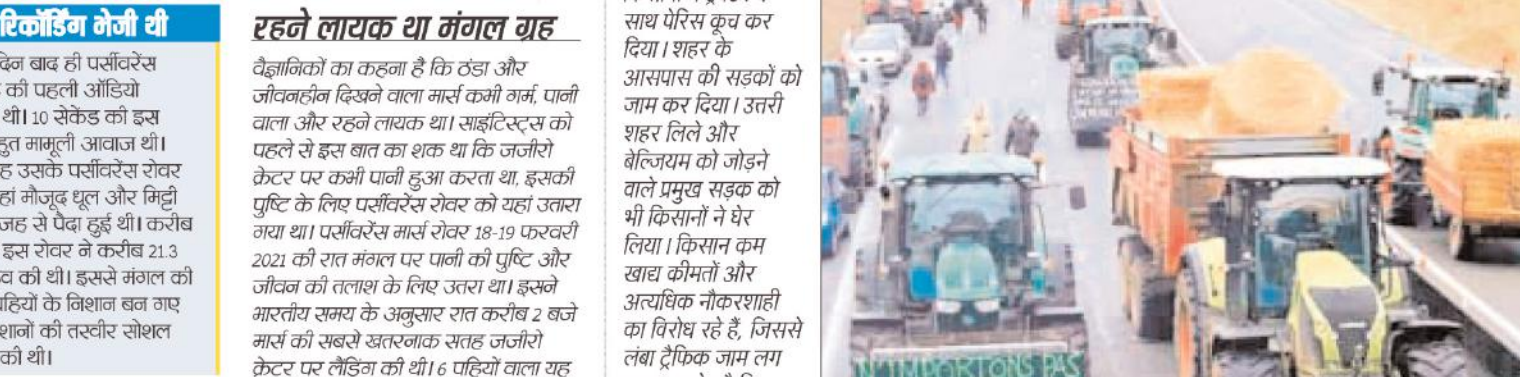 रिकॉर्डिंग भेजी थी
दिन बाद ही पर्सीवरेंस
की पहली ऑडियो
थी। 10 सेकेंड की इस
हुत मामूली आवाज थी।
ह उसके पर्सीवरेंस रोवर
हां मौजूद धूल और मिट्टी
जह से पैदा हुई थी। करीब
इस रोवर ने करीब 21.3
व की थी। इससे मंगल की
हियों के निशान बन गए
शानों की तस्वीर सोशल
की थी।
रहने लायक था मंगल ग्रह
वैज्ञानिकों का कहना है कि ठंडा और
जीवनहीन दिखने वाला मार्स कभी गर्म, पानी
वाला और रहने लायक था। साइंटिस्ट्स को
पहले से इस बात का शक था कि जजीरो
क्रेटर पर कभी पानी हुआ करता था, इसकी
पुष्टि के लिए पर्सीवरेंस रोवर को यहां उतारा
गया था। पर्सीवरेंस मार्स रोवर 18-19 फरवरी
2021 की रात मंगल पर पानी की पुष्टि और
जीवन की तलाश के लिए उतरा था। इसने
भारतीय समय के अनुसार रात करीब 2 बजे
मार्स की सबसे खतरनाक सतह जजीरो
क्रेटर पर लैंडिंग की थी। 6 पहियों वाला यह
साथ पेरिस कूच कर
दिया। शहर के
आसपास की सड़कों को
जाम कर दिया। उत्तरी
शहर लिले और
बेल्जियम को जोड़ने
वाले प्रमुख सड़क को
भी किसानों ने घेर
लिया। किसान कम
खाद्य कीमतों और
अत्यधिक नौकरशाही
का विरोध रहे हैं, जिससे
लंबा ट्रैफिक जाम लग
N'IMPORTONS PAS